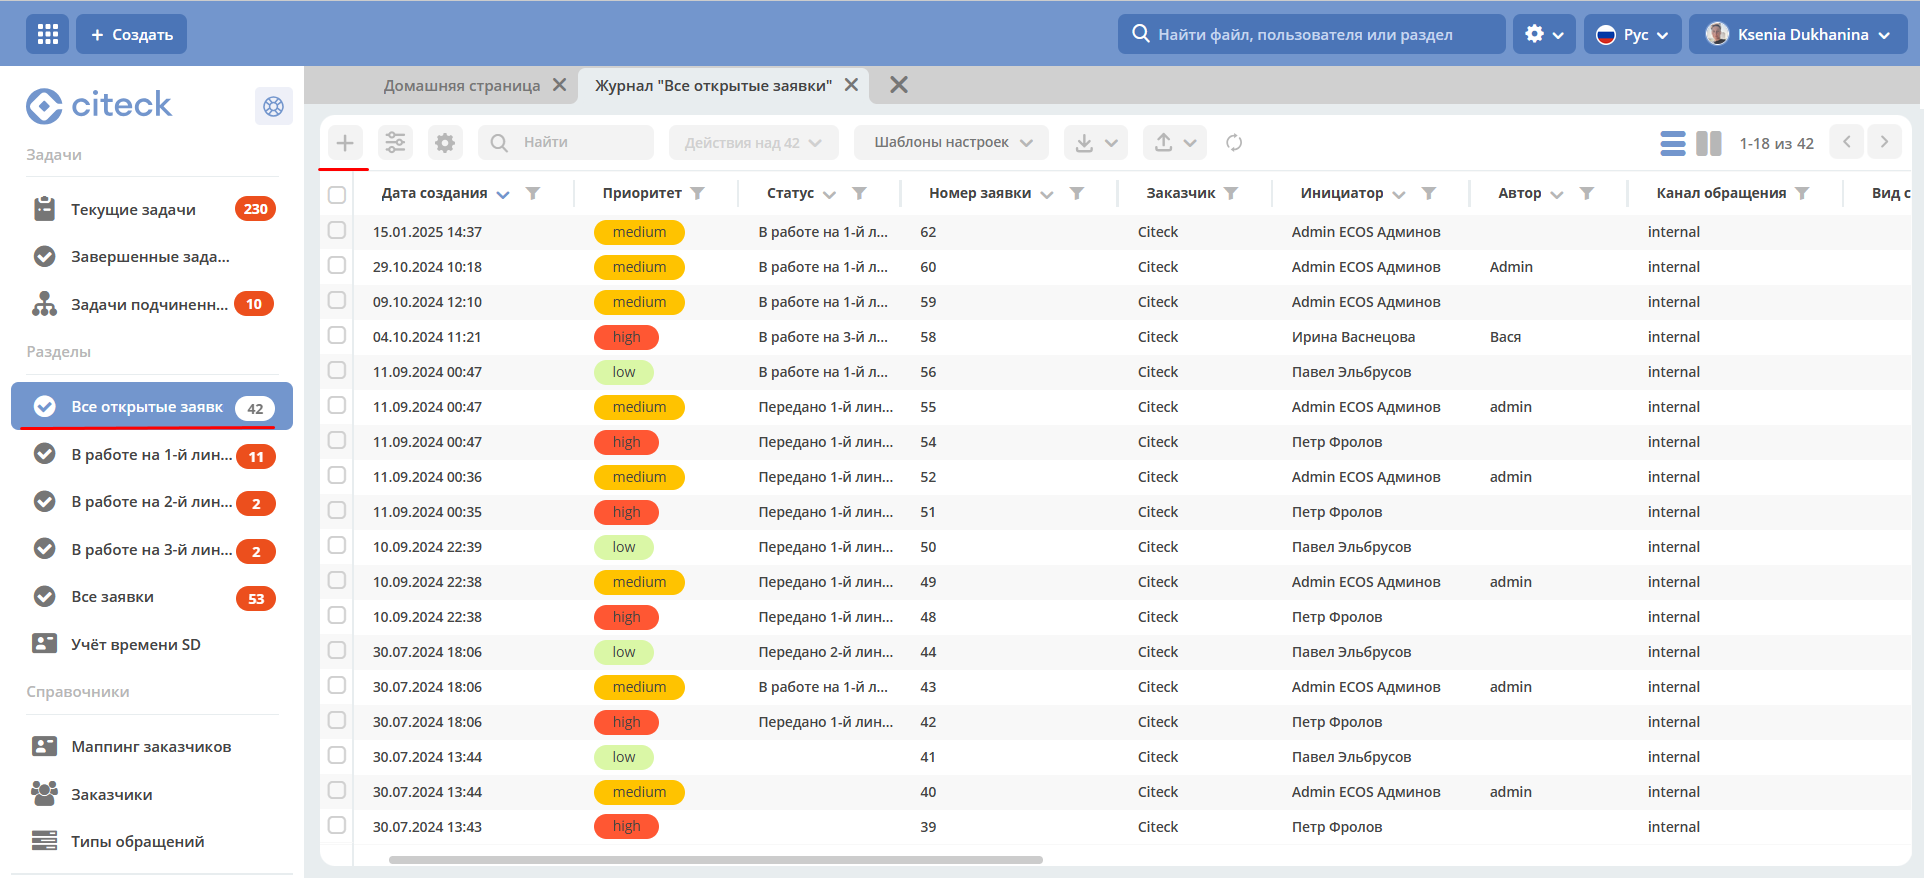 + Создать
Найти файл, пользователя или раздел
Рус
Ksenia Dukhanina
citeck
Задачи
Текущие задачи 230
Завершенные зада...
Задачи подчиненн... 10
Разделы
Все открытые заявк 42
В работе на 1-й лин... 11
В работе на 2-й лин... 2
В работе на 3-й лин... 2
Все заявки 53
Учёт времени SD
Справочники
Маппинг заказчиков
Заказчики
Типы обращений
Домашняя страница
Журнал "Все открытые заявки"
Найти
Действия над 42
Шаблоны настроек
1-18 из 42
Дата создания Приоритет Статус Номер заявки Заказчик Инициатор Автор Канал обращения Вид с
15.01.2025 14:37 medium В работе на 1-й л... 62 Citeck Admin ECOS Админов internal
29.10.2024 10:18 medium В работе на 1-й л... 60 Citeck Admin ECOS Админов Admin internal
09.10.2024 12:10 medium В работе на 1-й л... 59 Citeck Admin ECOS Админов internal
04.10.2024 11:21 high В работе на 3-й л... 58 Citeck Ирина Васнецова Вася internal
11.09.2024 00:47 low В работе на 1-й л... 56 Citeck Павел Эльбрусов internal
11.09.2024 00:47 medium Передано 1-й лин... 55 Citeck Admin ECOS Админов admin internal
11.09.2024 00:47 high Передано 1-й лин... 54 Citeck Петр Фролов internal
11.09.2024 00:36 medium Передано 1-й лин... 52 Citeck Admin ECOS Админов admin internal
11.09.2024 00:35 high Передано 1-й лин... 51 Citeck Петр Фролов internal
10.09.2024 22:39 low Передано 1-й лин... 50 Citeck Павел Эльбрусов internal
10.09.2024 22:38 medium Передано 1-й лин... 49 Citeck Admin ECOS Админов admin internal
10.09.2024 22:38 high Передано 1-й лин... 48 Citeck Петр Фролов internal
30.07.2024 18:06 low Передано 2-й лин... 44 Citeck Павел Эльбрусов internal
30.07.2024 18:06 medium В работе на 1-й л... 43 Citeck Admin ECOS Админов admin internal
30.07.2024 18:06 high Передано 1-й лин... 42 Citeck Петр Фролов internal
30.07.2024 13:44 low 41 Citeck Павел Эльбрусов internal
30.07.2024 13:44 medium 40 Citeck Admin ECOS Админов admin internal
30.07.2024 13:43 high 39 Citeck Петр Фролов internal